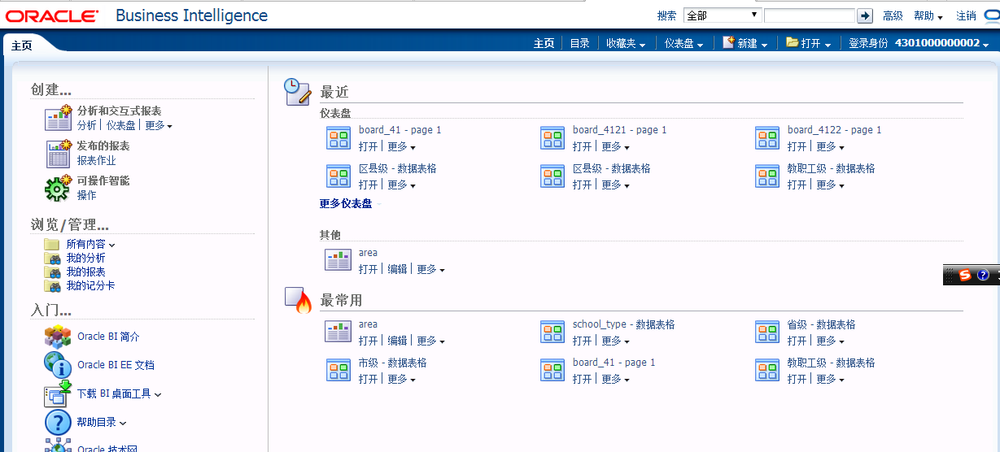 ORACLE Business Intelligence 搜索 全部 高级 帮助 注销
主页 主页 目录 收藏夹 仪表盘 新建 打开 登录身份 4301000000002
创建...
分析和交互式报表
分析 仪表盘 更多
发布的报表
报表作业
可操作智能
操作
浏览/管理...
所有内容
我的分析
我的报表
我的记分卡
入门...
Oracle BI 简介
Oracle BI EE 文档
下载 BI 桌面工具
帮助目录
Oracle 技术网
最近
仪表盘
board_41 - page 1 board_4121 - page 1 board_4122 - page 1
打开 更多 打开 更多 打开 更多
区县级 - 数据表格 区县级 - 数据表格 教职工级 - 数据表格
打开 更多 打开 更多 打开 更多
更多仪表盘
其他
area
打开 编辑 更多
最常用
area school_type - 数据表格 省级 - 数据表格
打开 编辑 更多 打开 更多 打开 更多
市级 - 数据表格 board_41 - page 1 教职工级 - 数据表格
打开 更多 打开 更多 打开 更多